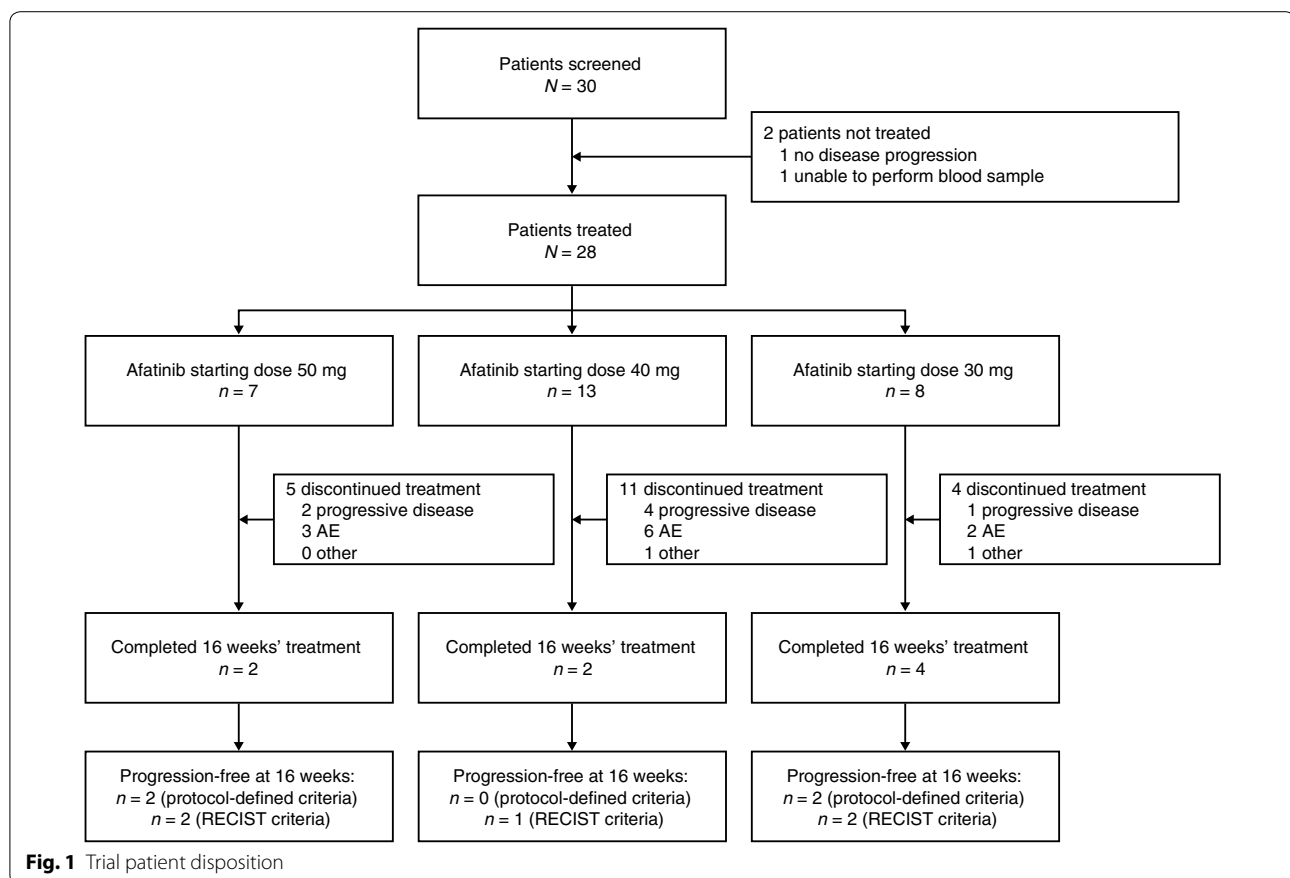 Patients screened
N = 30
2 patients not treated
1 no disease progression
1 unable to perform blood sample
Patients treated
N = 28
Afatinib starting dose 50 mg
n = 7
Afatinib starting dose 40 mg
n = 13
Afatinib starting dose 30 mg
n = 8
5 discontinued treatment
2 progressive disease
3 AE
0 other
11 discontinued treatment
4 progressive disease
6 AE
1 other
4 discontinued treatment
1 progressive disease
2 AE
1 other
Completed 16 weeks' treatment
n = 2
Completed 16 weeks' treatment
n = 2
Completed 16 weeks' treatment
n = 4
Progression-free at 16 weeks:
n = 2 (protocol-defined criteria)
n = 2 (RECIST criteria)
Progression-free at 16 weeks:
n = 0 (protocol-defined criteria)
n = 1 (RECIST criteria)
Progression-free at 16 weeks:
n = 2 (protocol-defined criteria)
n = 2 (RECIST criteria)
Fig. 1 Trial patient disposition